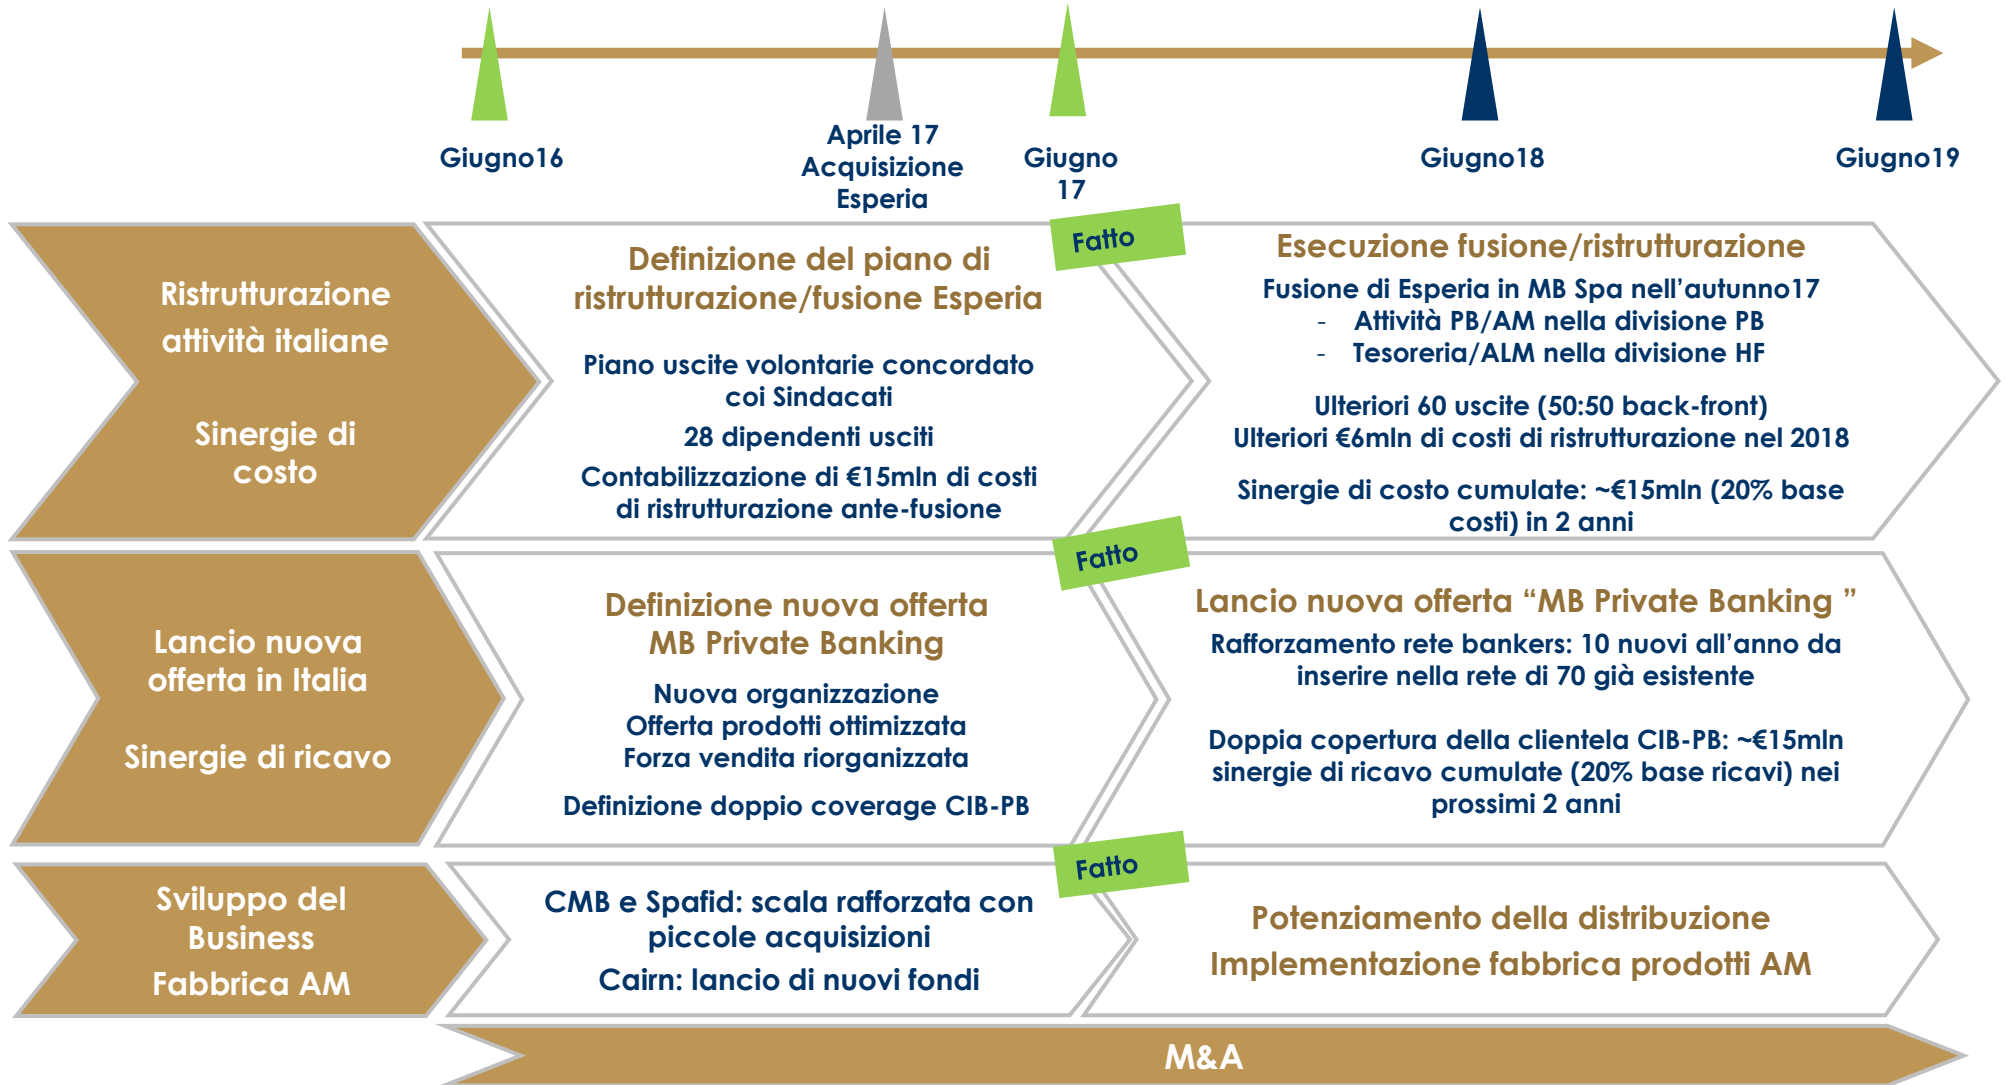 Giugno16
Aprile 17
Acquisizione
Esperia
Giugno
17
Giugno18
Giugno19
Ristrutturazione
attività italiane
Sinergie di
costo
Definizione del piano di
ristrutturazione/fusione Esperia
Piano uscite volontarie concordato
coi Sindacati
28 dipendenti usciti
Contabilizzazione di €15mln di costi
di ristrutturazione ante-fusione
Fatto
Esecuzione fusione/ristrutturazione
Fusione di Esperia in MB Spa nell'autunno17
- Attività PB/AM nella divisione PB
- Tesoreria/ALM nella divisione HF
Ulteriori 60 uscite (50:50 back-front)
Ulteriori €6mln di costi di ristrutturazione nel 2018
Sinergie di costo cumulate: ~€15mln (20% base
costi) in 2 anni
Lancio nuova
offerta in Italia
Sinergie di ricavo
Definizione nuova offerta
MB Private Banking
Nuova organizzazione
Offerta prodotti ottimizzata
Forza vendita riorganizzata
Definizione doppio coverage CIB-PB
Fatto
Lancio nuova offerta “MB Private Banking ”
Rafforzamento rete bankers: 10 nuovi all'anno da
inserire nella rete di 70 già esistente
Doppia copertura della clientela CIB-PB: ~€15mln
sinergie di ricavo cumulate (20% base ricavi) nei
prossimi 2 anni
Sviluppo del
Business
Fabbrica AM
CMB e Spafid: scala rafforzata con
piccole acquisizioni
Cairn: lancio di nuovi fondi
Fatto
Potenziamento della distribuzione
Implementazione fabbrica prodotti AM
M&A